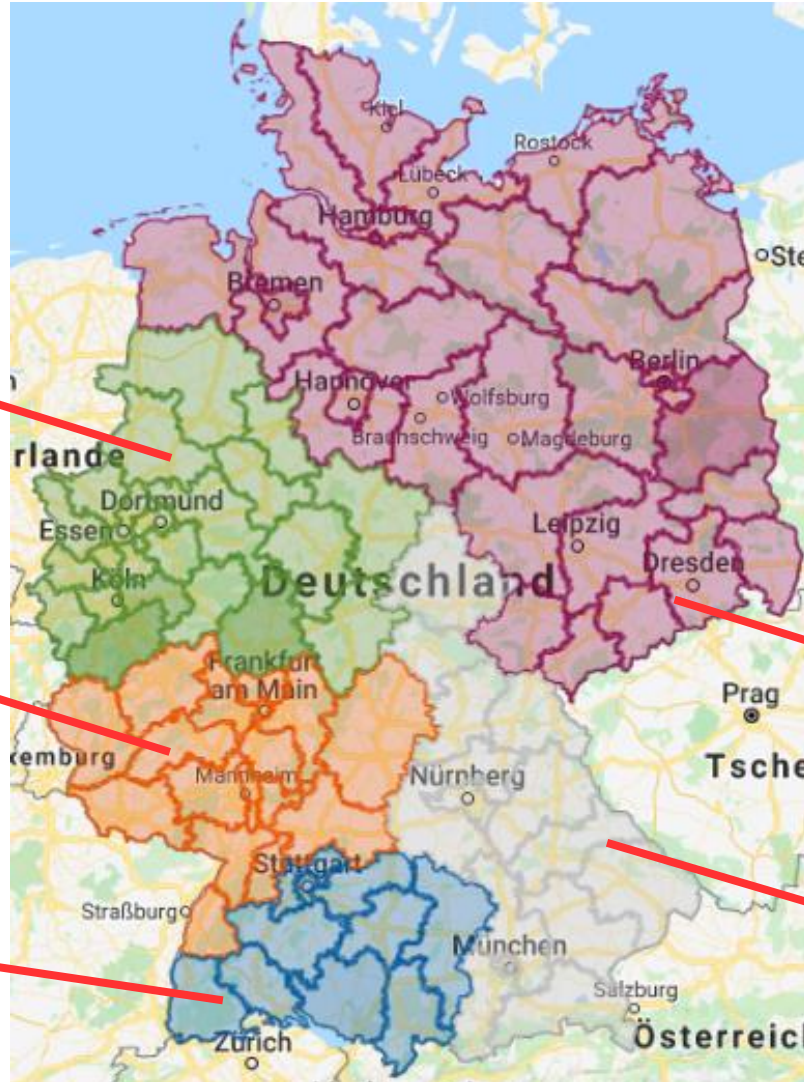 Kiel
Rostock
Lübeck
Hamburg
Ste
Bremen
Berlin
Hannover
Wolfsburg
Braunschweig
Magdeburg
rlande
Dortmund
Essen
Leipzig
Köln
Deutschland
Dresden
Frankfurt
am Main
Prag
xemburg
Tsche
Mannheim
Nürnberg
Stuttgart
Straßburg
München
Salzburg
Österreich
Zürich